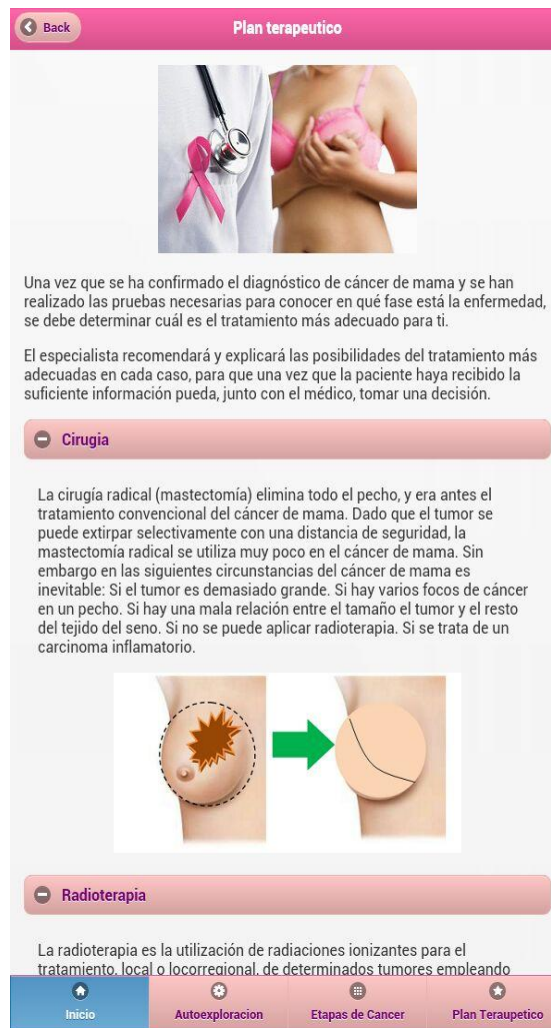 Back
Plan terapeutico
Una vez que se ha confirmado el diagnóstico de cáncer de mama y se han
realizado las pruebas necesarias para conocer en qué fase está la enfermedad,
se debe determinar cuál es el tratamiento más adecuado para ti.
El especialista recomendará y explicará las posibilidades del tratamiento más
adecuadas en cada caso, para que una vez que la paciente haya recibido la
suficiente información pueda, junto con el médico, tomar una decisión.
Cirugia
La cirugía radical (mastectomía) elimina todo el pecho, y era antes el
tratamiento convencional del cáncer de mama. Dado que el tumor se
puede extirpar selectivamente con una distancia de seguridad, la
mastectomía radical se utiliza muy poco en el cáncer de mama. Sin
embargo en las siguientes circunstancias del cáncer de mama es
inevitable: Si el tumor es demasiado grande. Si hay varios focos de cáncer
en un pecho. Si hay una mala relación entre el tamaño el tumor y el resto
del tejido del seno. Si no se puede aplicar radioterapia. Si se trata de un
carcinoma inflamatorio.
Radioterapia
La radioterapia es la utilización de radiaciones ionizantes para el
tratamiento, local o locorregional, de determinados tumores empleando
Inicio
Autoexploracion
Etapas de Cancer
Plan Teraupetico